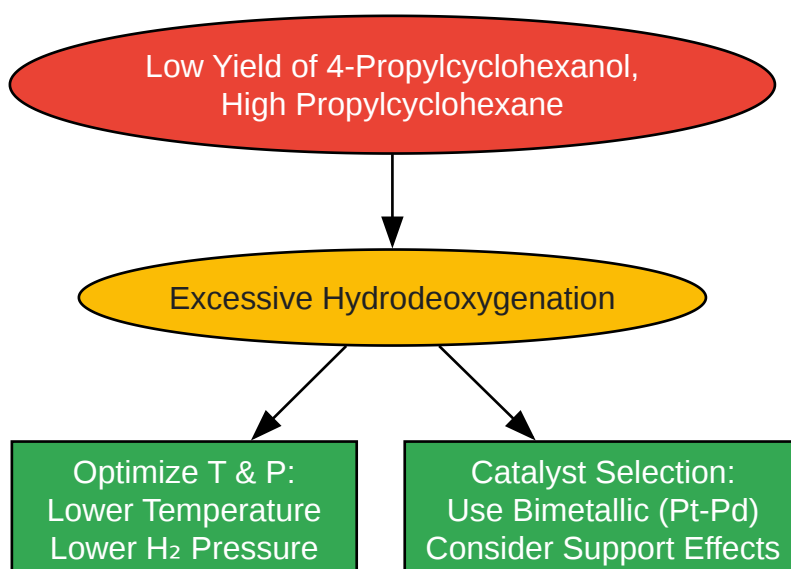 Low Yield of 4-Propylcyclohexanol,
High Propylcyclohexane
Excessive Hydrodeoxygenation
Optimize T & P:
Lower Temperature
Lower H₂ Pressure
Catalyst Selection:
Use Bimetallic (Pt-Pd)
Consider Support Effects